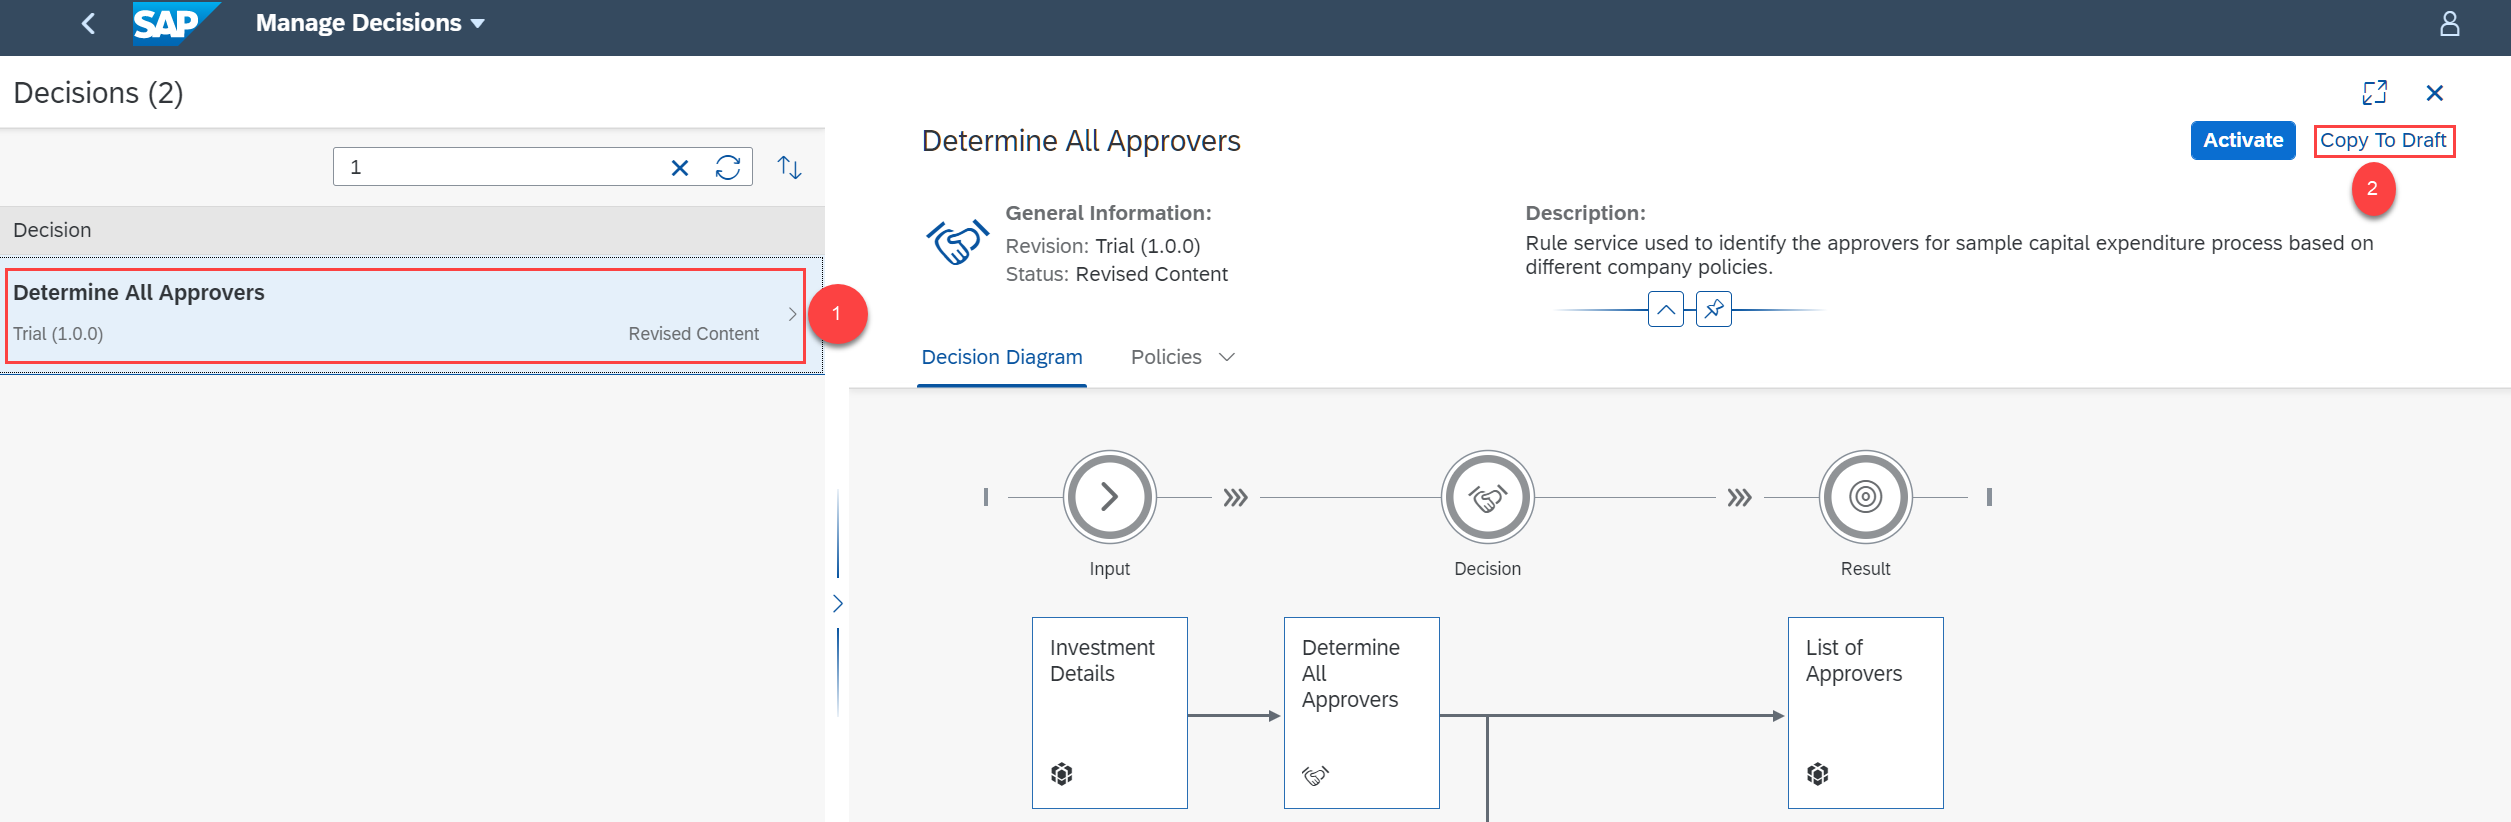 SAP Manage Decisions
Decisions (2)
1
Decision
Determine All Approvers
Trial (1.0.0) Revised Content
1
Determine All Approvers
Activate Copy To Draft
2
General Information:
Revision: Trial (1.0.0)
Status: Revised Content
Description:
Rule service used to identify the approvers for sample capital expenditure process based on
different company policies.
Decision Diagram Policies
Input Decision Result
Investment
Details
Determine
All
Approvers
List of
Approvers